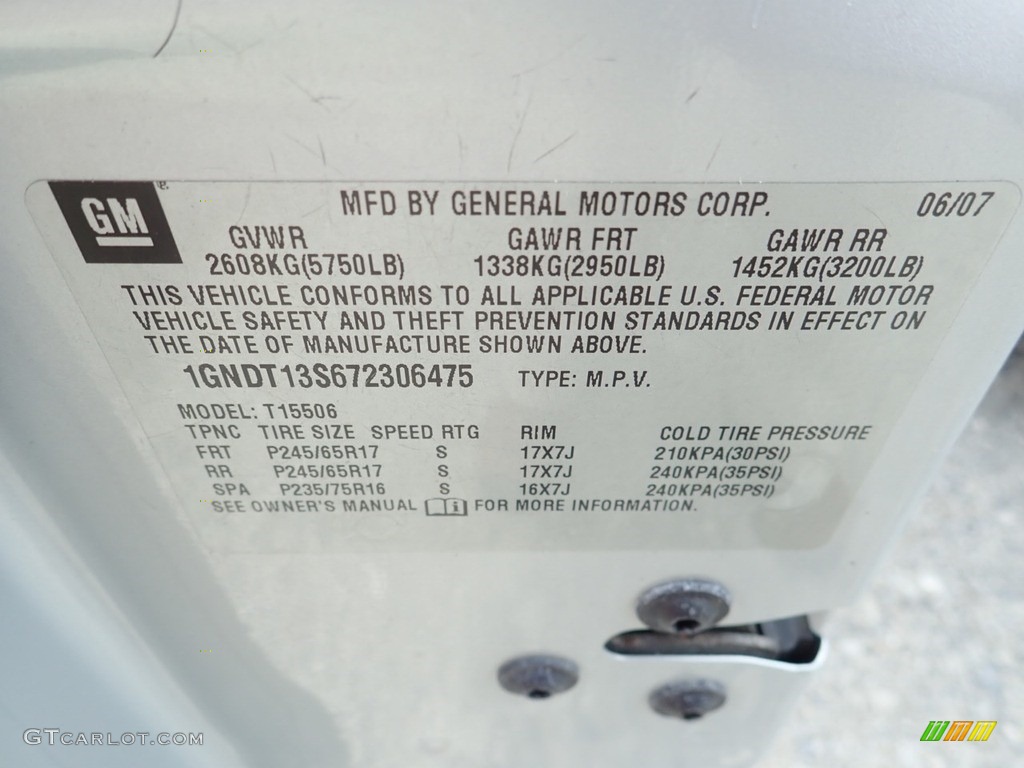 GM
MFD BY GENERAL MOTORS CORP. 06/07
GVWR GAWR FRT GAWR RR
2608KG(5750LB) 1338KG(2950LB) 1452KG(3200LB)
THIS VEHICLE CONFORMS TO ALL APPLICABLE U.S. FEDERAL MOTOR
VEHICLE SAFETY AND THEFT PREVENTION STANDARDS IN EFFECT ON
THE DATE OF MANUFACTURE SHOWN ABOVE.
1GNDT13S672306475 TYPE: M.P.V.
MODEL: T15506
TPNC TIRE SIZE SPEED RTG RIM COLD TIRE PRESSURE
FRT P245/65R17 S 17X7J 210KPA(30PSI)
RR P245/65R17 S 17X7J 240KPA(35PSI)
SPA P235/75R16 S 16X7J 240KPA(35PSI)
SEE OWNER'S MANUAL FOR MORE INFORMATION.
GTCARLOT.COM